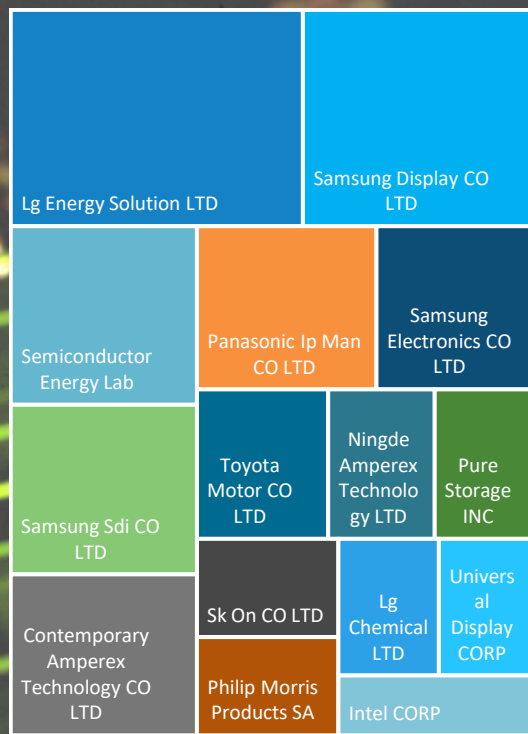 Lg Energy Solution LTD
Samsung Display CO
LTD
Semiconductor
Energy Lab
Panasonic Ip Man
CO LTD
Samsung
Electronics CO
LTD
Samsung Sdi CO
LTD
Toyota
Motor CO
LTD
Ningde
Amperex
Technolo
gy LTD
Pure
Storage
INC
Contemporary
Amperex
Technology CO
LTD
Sk On CO LTD
Lg
Chemical
LTD
Univers
al
Display
CORP
Philip Morris
Products SA
Intel CORP